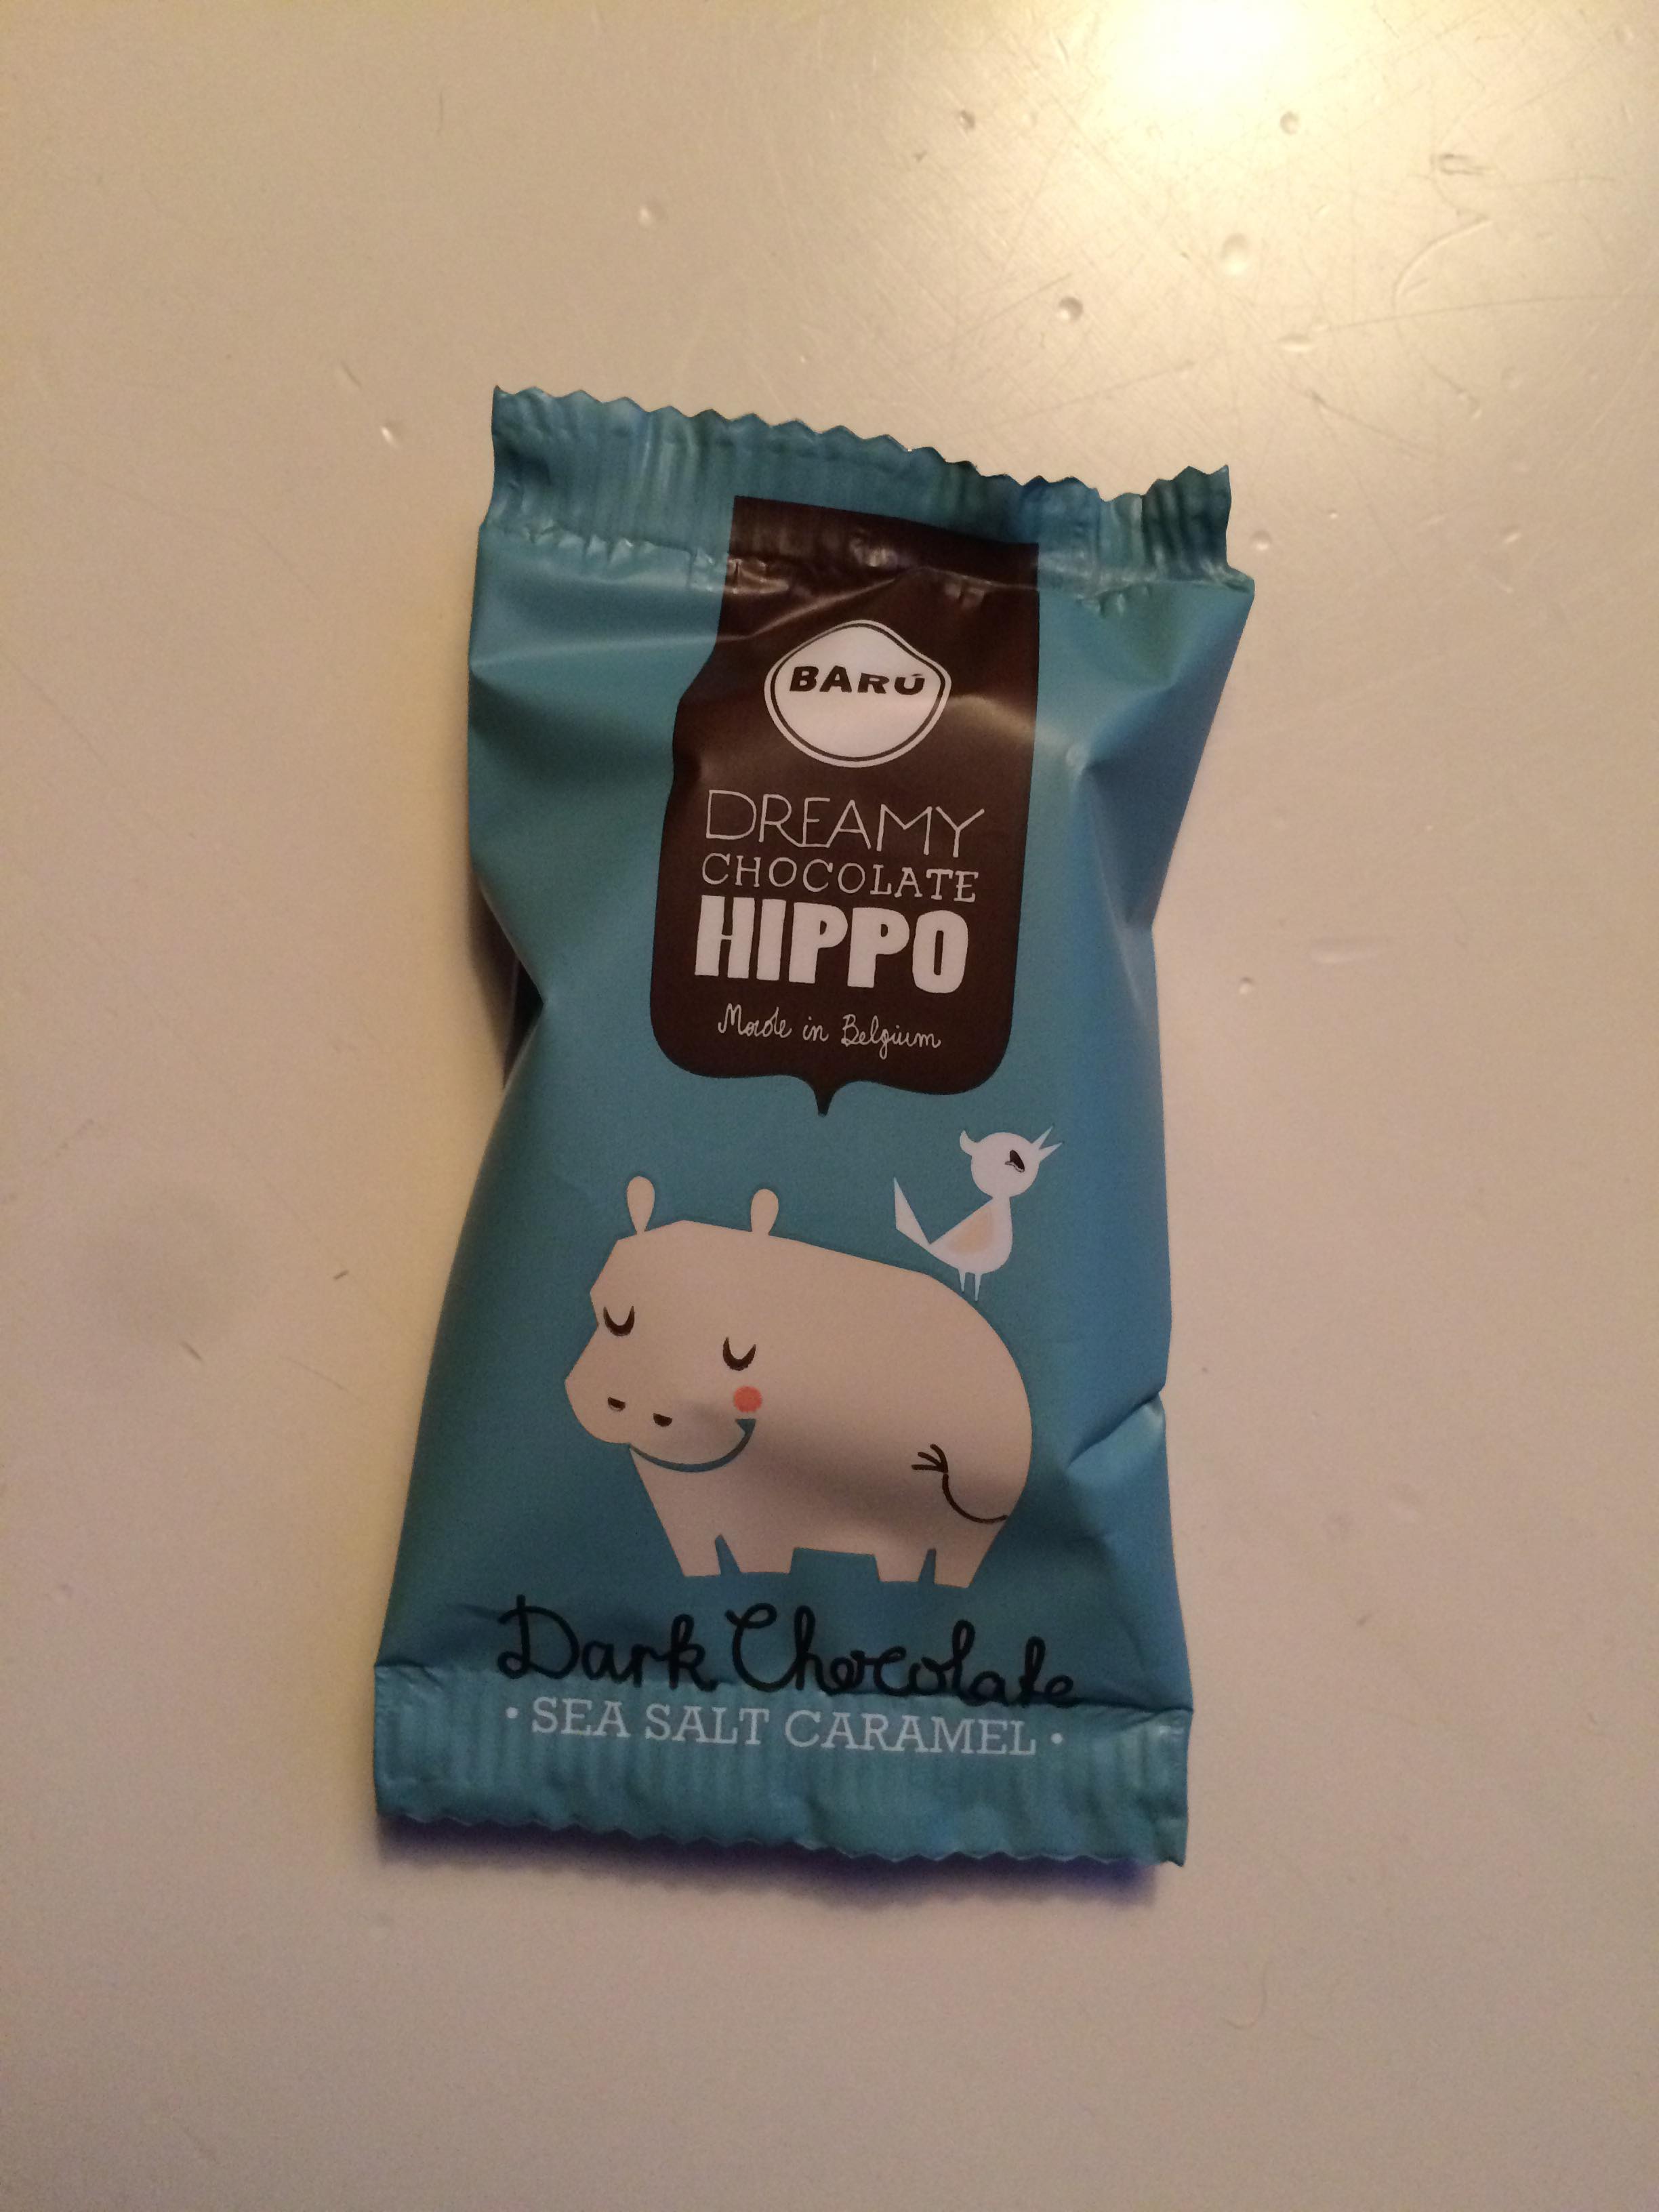 BARÚ
DREAMY
CHOCOLATE
HIPPO
Made in Belgium
Dark Chocolate
• SEA SALT CARAMEL •